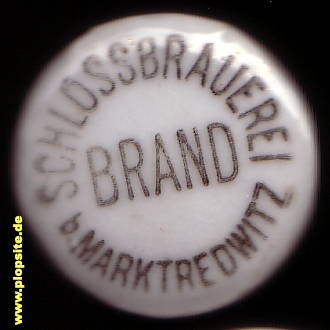 SCHLOSSBRAUEREI
BRAND
b. MARKTREDWITZ
www.plopsite.de